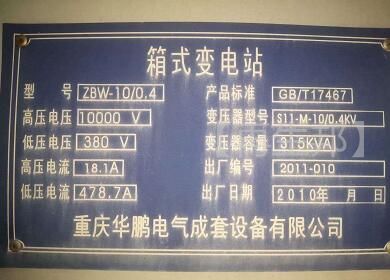 箱式变电站
型 号 ZBW-10/0.4 产品标准 GB/T17467
高压电压 10000 V 变压器型号 S11-M-10/0.4KV
低压电压 380 V 变压器容量 315KVA
高压电流 18.1A 出厂编号 2011-010
低压电流 478.7A 出厂日期 2010年 月 日
重庆华鹏电气成套设备有限公司